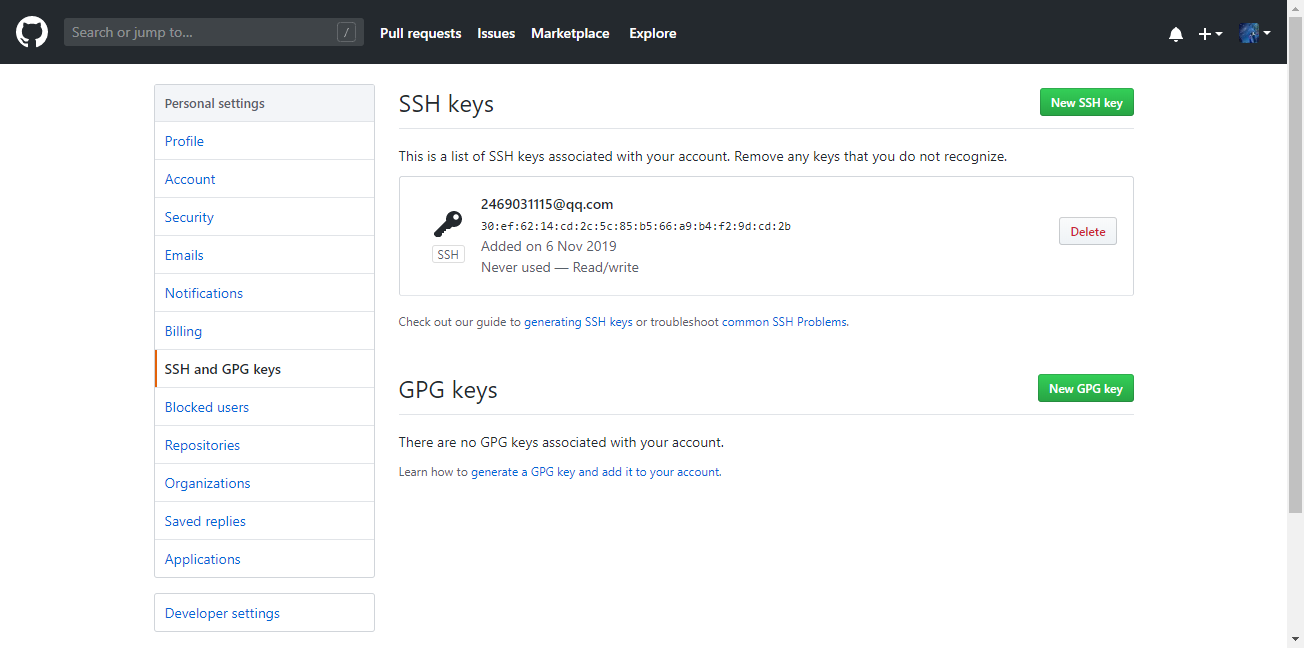 Search or jump to...
/
Pull requests
Issues
Marketplace
Explore
Personal settings
Profile
Account
Security
Emails
Notifications
Billing
SSH and GPG keys
Blocked users
Repositories
Organizations
Saved replies
Applications
Developer settings
SSH keys
New SSH key
This is a list of SSH keys associated with your account. Remove any keys that you do not recognize.
SSH
2469031115@qq.com
30:ef:62:14:cd:2c:5c:85:b5:66:a9:b4:f2:9d:cd:2b
Added on 6 Nov 2019
Never used — Read/write
Delete
Check out our guide to generating SSH keys or troubleshoot common SSH Problems.
GPG keys
New GPG key
There are no GPG keys associated with your account.
Learn how to generate a GPG key and add it to your account.